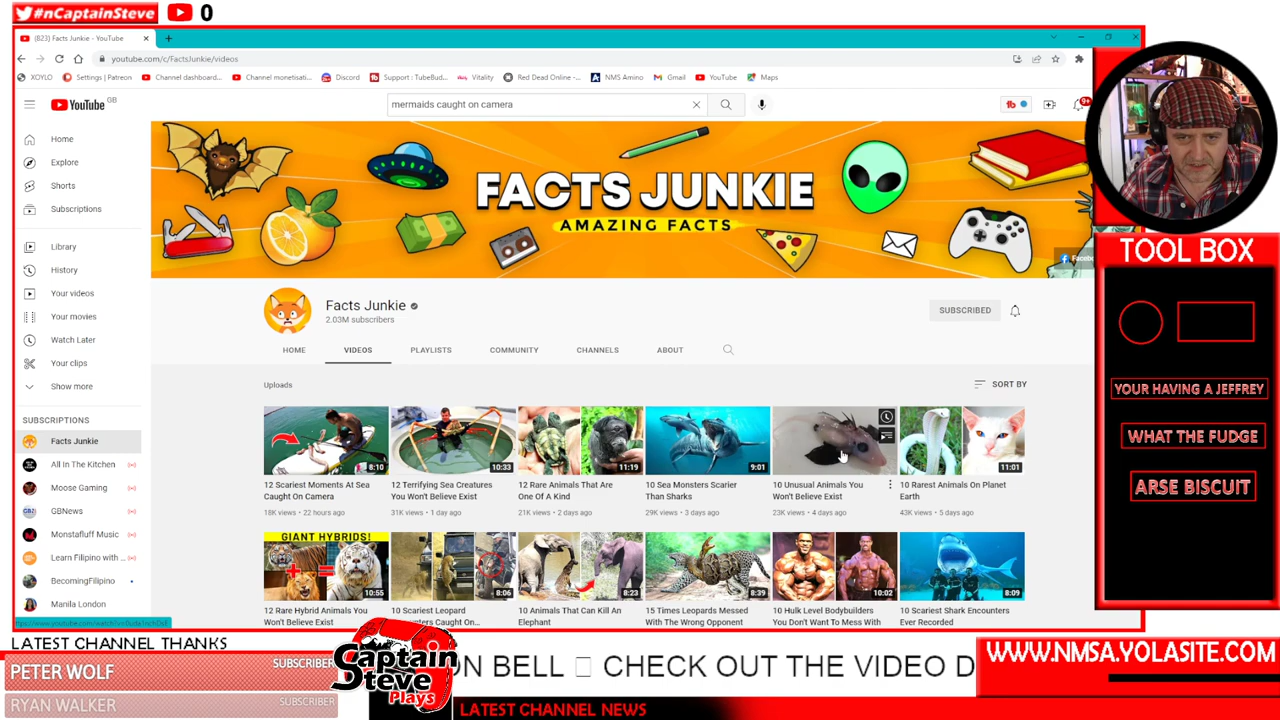 #nCaptainSteve 0
(823) Facts Junkie - YouTube
youtube.com/c/FactsJunkie/videos
XOYLO Settings | Patreon Channel dashboard... Channel monetisati... Discord Support : TubeBud... Vitality Red Dead Online -... NMS Amino Gmail YouTube Maps
YouTube GB
mermaids caught on camera
tb
9+
Home
Explore
Shorts
Subscriptions
Library
History
Your videos
Your movies
Watch Later
Your clips
Show more
SUBSCRIPTIONS
Facts Junkie
All In The Kitchen
Moose Gaming
GBNews
Monstafluff Music
Learn Filipino with ...
BecomingFilipino
Manila London
FACTS JUNKIE
AMAZING FACTS
Facebo
Facts Junkie
2.03M subscribers
SUBSCRIBED
HOME VIDEOS PLAYLISTS COMMUNITY CHANNELS ABOUT
Uploads
SORT BY
8:10
12 Scariest Moments At Sea
Caught On Camera
18K views • 22 hours ago
10:33
12 Terrifying Sea Creatures
You Won't Believe Exist
31K views • 1 day ago
11:19
12 Rare Animals That Are
One Of A Kind
21K views • 2 days ago
9:01
10 Sea Monsters Scarier
Than Sharks
29K views • 3 days ago
10 Unusual Animals You
Won't Believe Exist
23K views • 4 days ago
11:01
10 Rarest Animals On Planet
Earth
43K views • 5 days ago
GIANT HYBRIDS!
10:55
12 Rare Hybrid Animals You
Won't Believe Exist
8:06
10 Scariest Leopard
Encounters Caught On...
8:23
10 Animals That Can Kill An
Elephant
8:39
15 Times Leopards Messed
With The Wrong Opponent
10:02
10 Hulk Level Bodybuilders
You Don't Want To Mess With
8:09
10 Scariest Shark Encounters
Ever Recorded
TOOL BOX
YOUR HAVING A JEFFREY
WHAT THE FUDGE
ARSE BISCUIT
LATEST CHANNEL THANKS
PETER WOLF SUBSCRIBER
RYAN WALKER SUBSCRIBER
Captain
Steve
Plays
ON BELL CHECK OUT THE VIDEO D
WWW.NMSA.YOLASITE.COM
LATEST CHANNEL NEWS